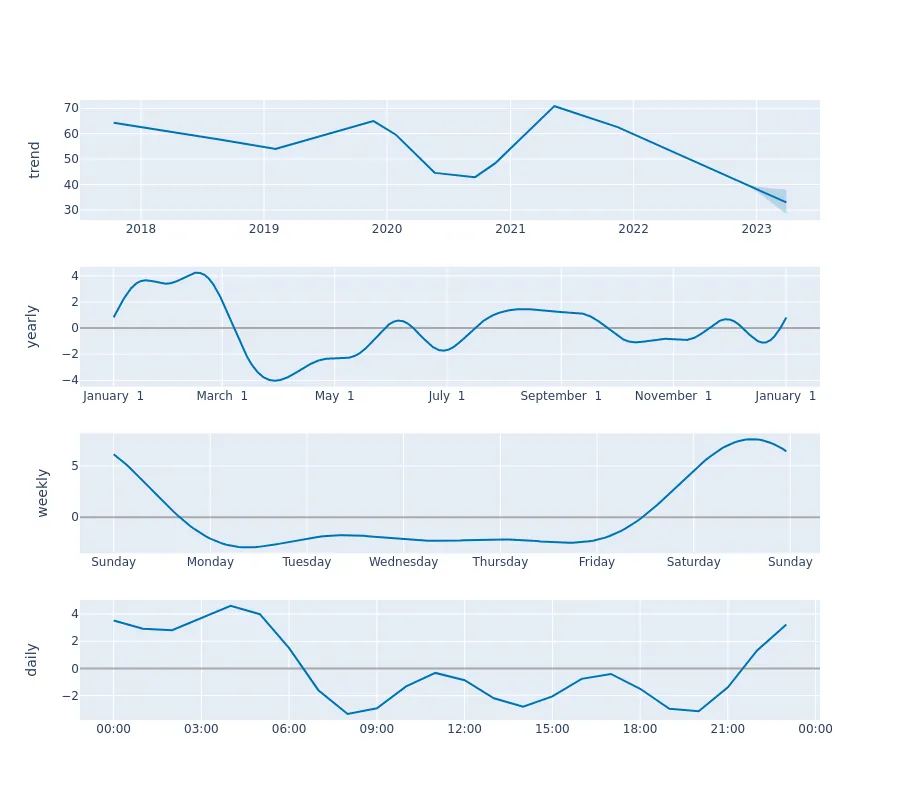 trend
70
60
50
40
30
2018 2019 2020 2021 2022 2023
yearly
4
2
0
−2
−4
January 1 March 1 May 1 July 1 September 1 November 1 January 1
weekly
5
0
Sunday Monday Tuesday Wednesday Thursday Friday Saturday Sunday
daily
4
2
0
−2
00:00 03:00 06:00 09:00 12:00 15:00 18:00 21:00 00:00